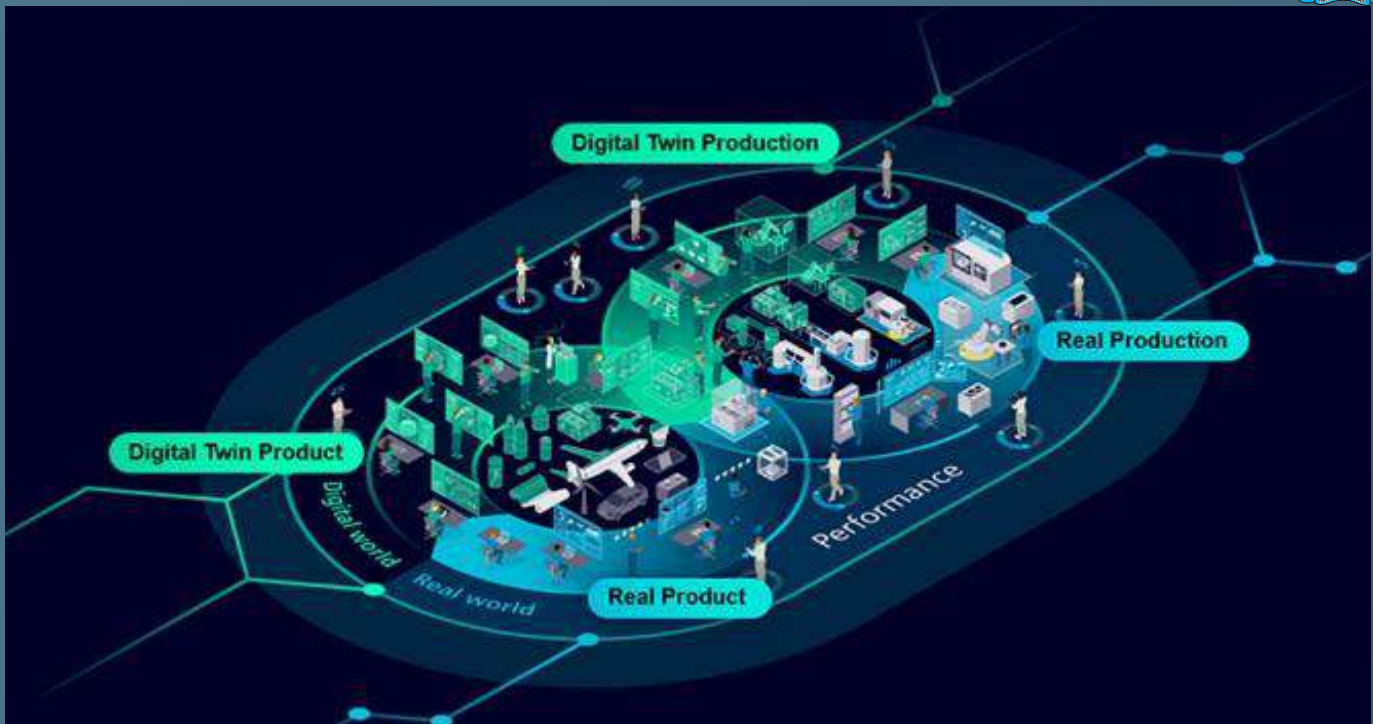 Digital Twin Production
Real Production
Digital Twin Product
Digital world
Performance
Real world
Real Product